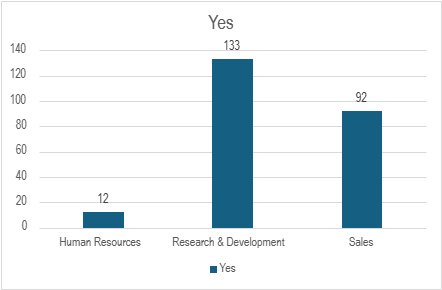 Yes
140
120
100
80
60
40
20
0
133
92
12
Human Resources
Research & Development
Sales
Yes